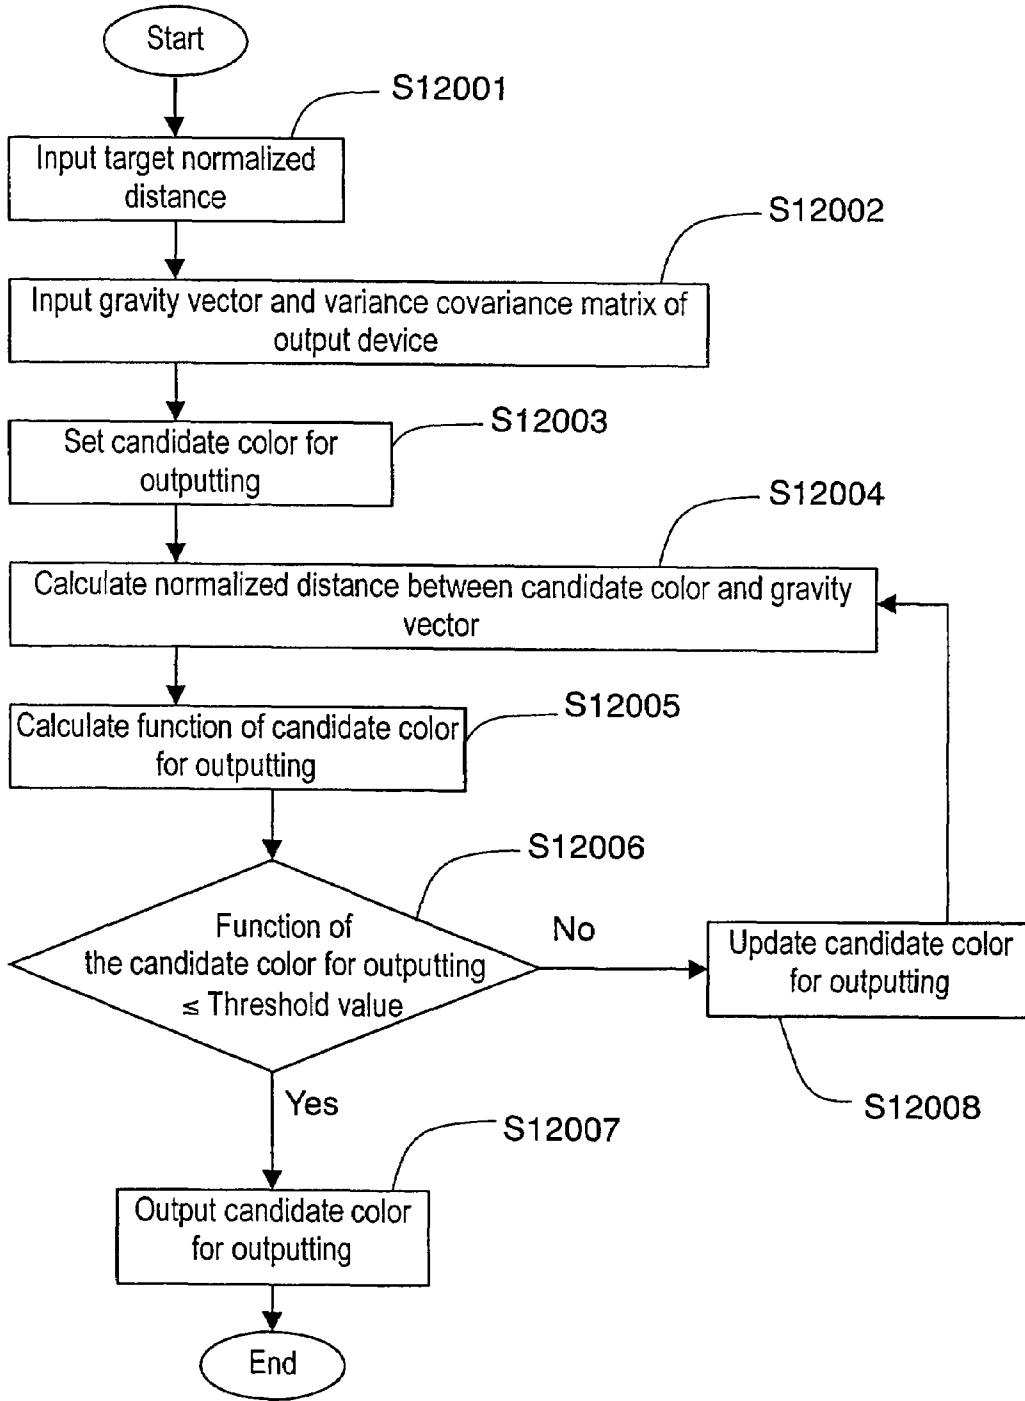 Start
S12001
Input target normalized
distance
S12002
Input gravity vector and variance covariance matrix of
output device
S12003
Set candidate color for
outputting
S12004
Calculate normalized distance between candidate color and gravity
vector
S12005
Calculate function of candidate color
for outputting
S12006
Function of
the candidate color for outputting
≤ Threshold value
No
Update candidate color
for outputting
S12008
Yes
S12007
Output candidate color
for outputting
End